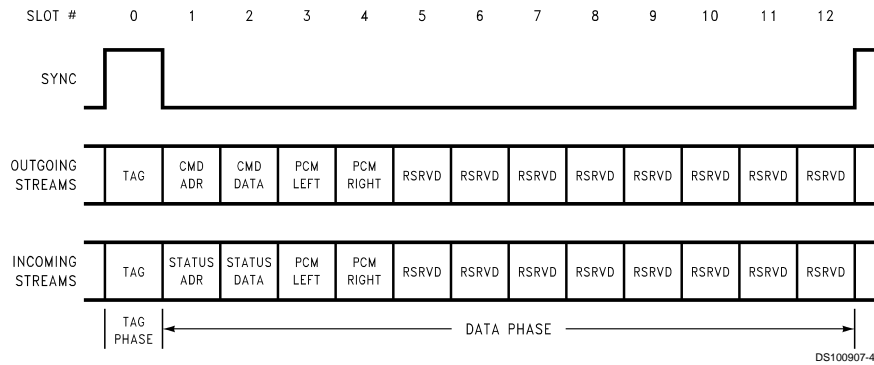 SLOT # 0 1 2 3 4 5 6 7 8 9 10 11 12
SYNC
OUTGOING STREAMS TAG CMD ADR CMD DATA PCM LEFT PCM RIGHT RSRVD RSRVD RSRVD RSRVD RSRVD RSRVD RSRVD RSRVD
INCOMING STREAMS TAG STATUS ADR STATUS DATA PCM LEFT PCM RIGHT RSRVD RSRVD RSRVD RSRVD RSRVD RSRVD RSRVD RSRVD
TAG PHASE DATA PHASE
DS100907-4